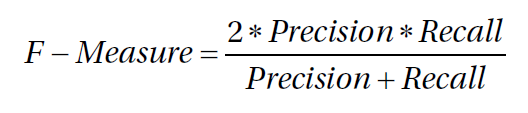 F – Measure = 2 * Precision * Recall
Precision + Recall